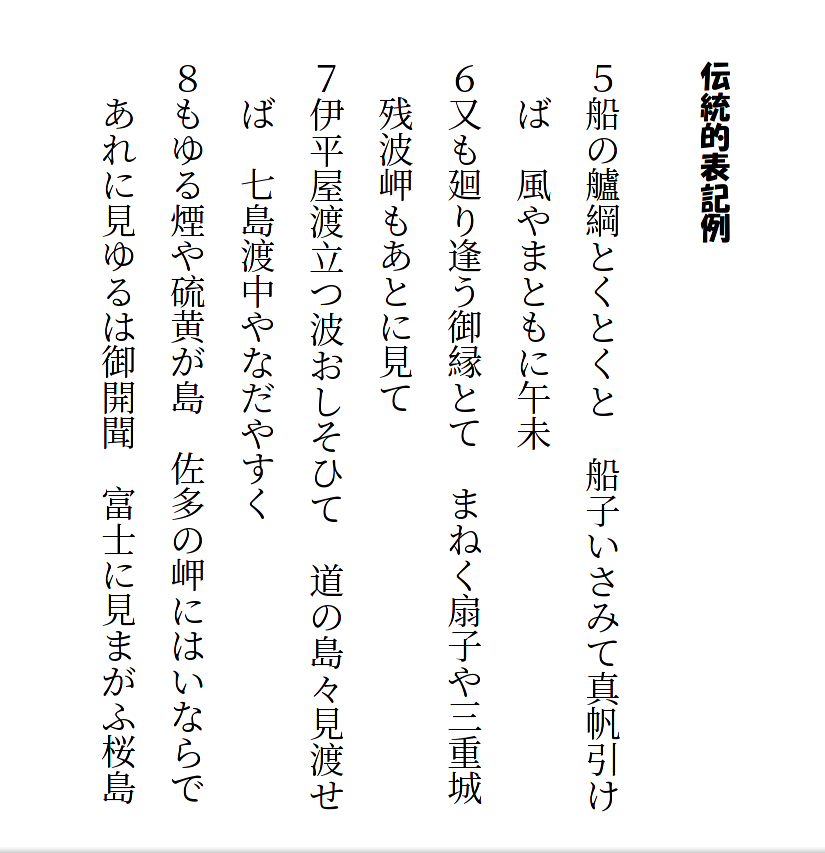 伝統的表記例
5船の艫綱とくとくと　船子いさみて真帆引け
ば　風やまともに午未
6又も廻り逢う御縁とて　まねく扇子や三重城
残波岬もあとに見て
7伊平屋渡立つ波おしそひて　道の島々見渡せ
ば　七島渡中やなだやすく
8もゆる煙や硫黄が島　佐多の岬にはいならで
あれに見ゆるは御開聞　富士に見まがふ桜島